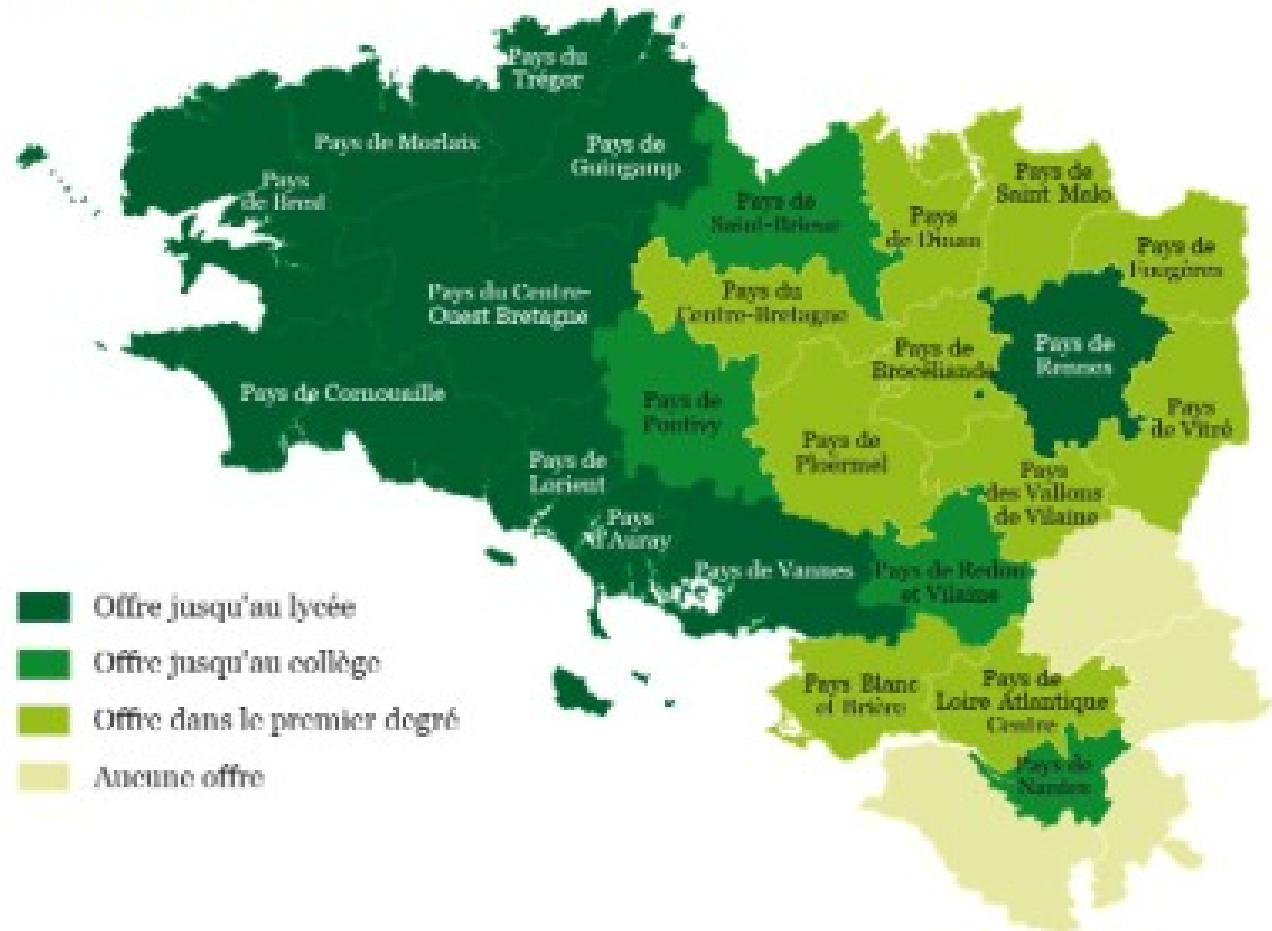 Pays du
Trégor
Pays de Morlaix
Pays de
Guingamp
Pays
de Brest
Pays de
Saint-Brieuc
Pays
de Dinan
Pays de
Saint Malo
Pays de
Fougères
Pays du Centre-
Ouest Bretagne
Pays du
Centre-Bretagne
Pays de
Brocéliande
Pays de
Rennes
Pays de Cornouaille
Pays de
Pontivy
Pays de
Ploërmel
Pays
de Vitré
Pays de
Lorient
Pays
d'Auray
Pays
des Vallons
de Vilaine
Pays de Vannes
Pays de Redon
et Vilaine
Offre jusqu'au lycée
Offre jusqu'au collège
Offre dans le premier degré
Aucune offre
Pays Blanc
et Brière
Pays de
Loire Atlantique
Centre
Pays de
Nantes